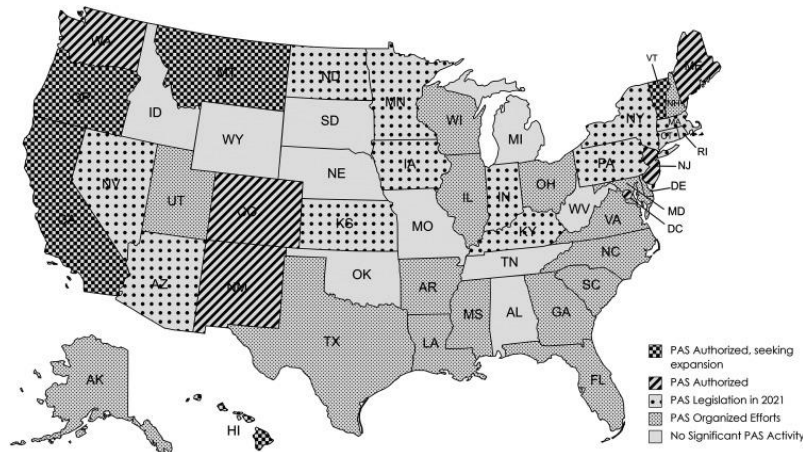 WA
MT
ND
MN
VT
ME
NH
OR
ID
SD
WI
NY
MA
WY
MI
CT
RI
IA
PA
NJ
NE
NV
OH
DE
UT
IL
IN
MD
CA
CO
WV
VA
DC
KS
MO
KY
NC
TN
AZ
NM
OK
AR
SC
MS
AL
GA
TX
LA
AK
FL
HI
PAS Authorized, seeking
expansion
PAS Authorized
PAS Legislation in 2021
PAS Organized Efforts
No Significant PAS Activity